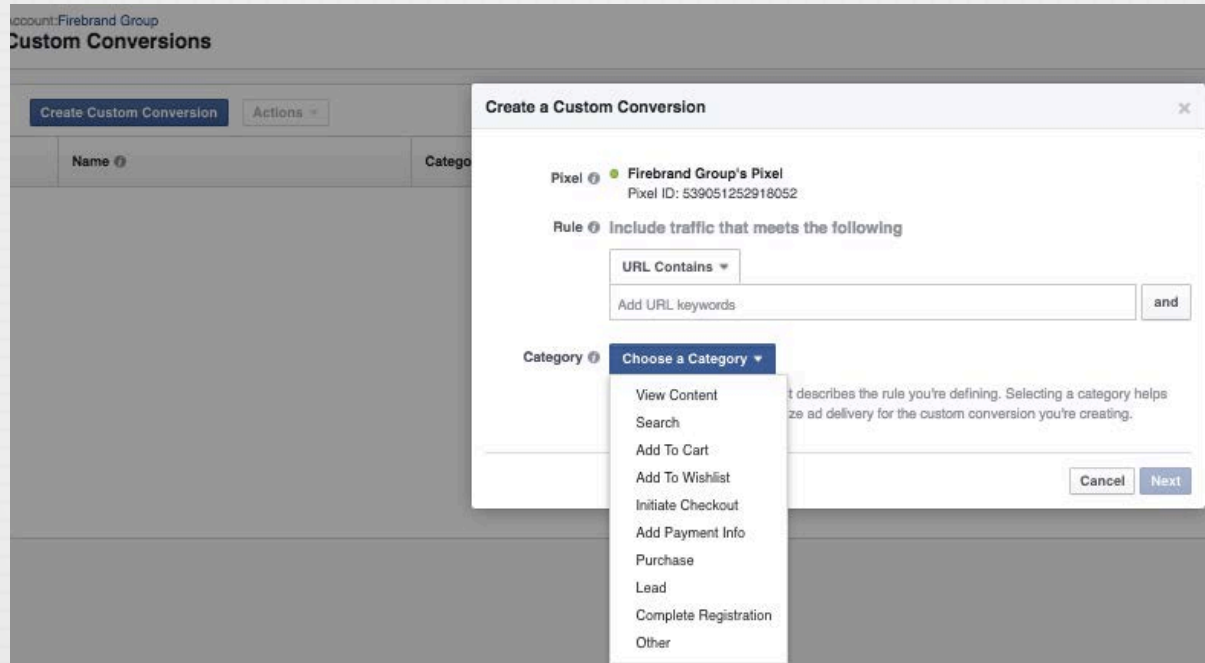 Account:Firebrand Group
Custom Conversions
Create Custom Conversion
Actions
Name
Catego
Create a Custom Conversion
Pixel
Firebrand Group's Pixel
Pixel ID: 539051252918052
Rule
Include traffic that meets the following
URL Contains
Add URL keywords
and
Category
Choose a Category
t describes the rule you're defining. Selecting a category helps
ze ad delivery for the custom conversion you're creating.
View Content
Search
Add To Cart
Add To Wishlist
Initiate Checkout
Add Payment Info
Purchase
Lead
Complete Registration
Other
Cancel
Next